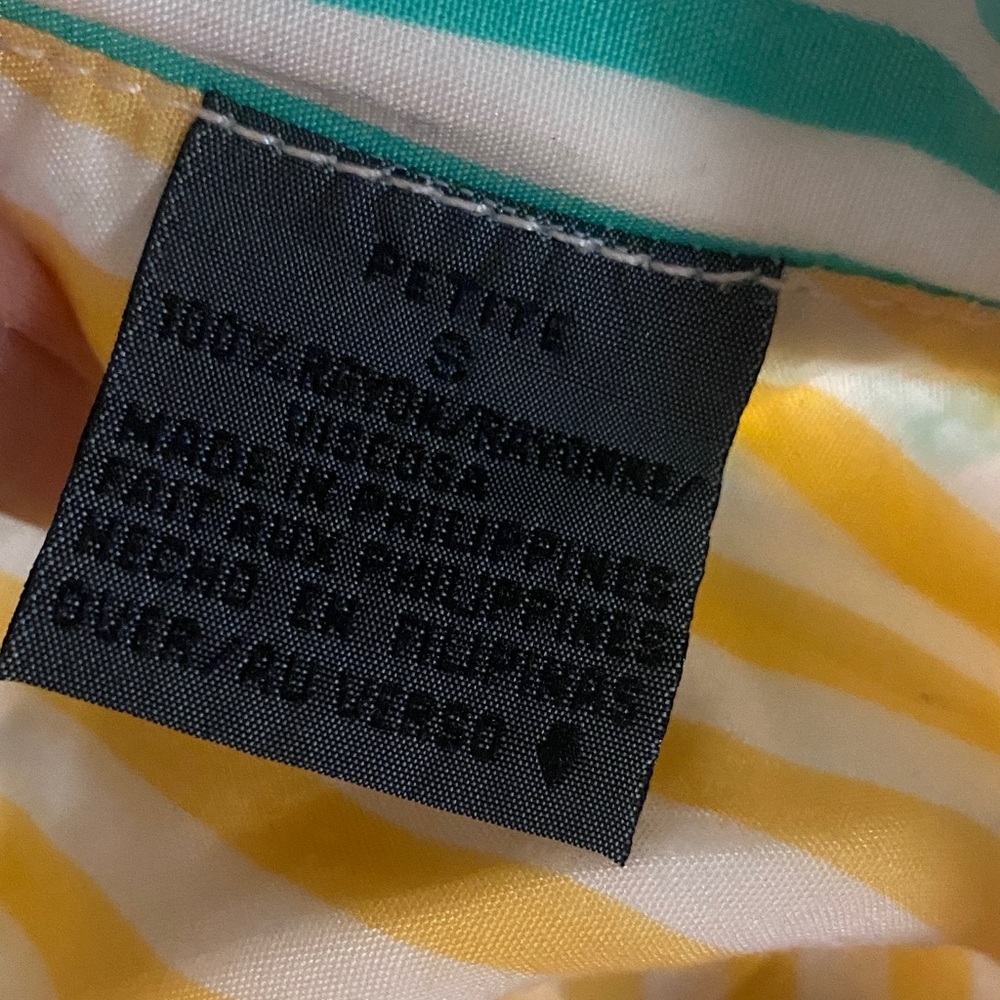 PETITE
S
100% RAYON/RAYONNE/
VISCOSA
MADE IN PHILIPPINES
FAIT AUX PHILIPPINES
HECHO EN FILIPINAS
OVER/AU VERSO